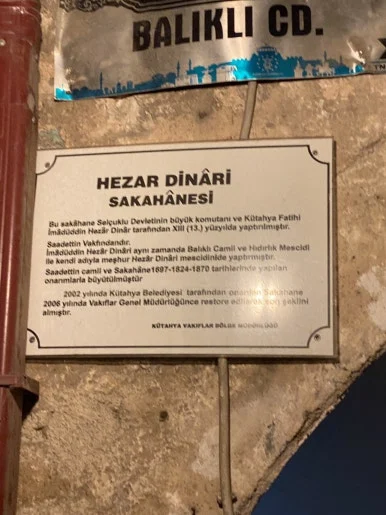 BALIKLI CD.
HEZAR DİNÂRİ
SAKAHÂNESİ
Bu sakâhane Selçuklu Devletinin büyük komutanı ve Kütahya Fatihi
İmâdüddin Hezâr Dinâr tarafından XIII (13.) yüzyılda yaptırılmıştır.
Saadettin Vakfındandır.
İmâdüddin Hezâr Dinâri aynı zamanda Balıklı Camii ve Hıdırlık Mescidi
ile kendi adıyla meşhur Hezâr Dinâri mescidinide yaptırmıştır.
Saadettin camii ve Sakahâne1697-1824-1870 tarihlerinde yapılan
onarımlarla büyütülmüştür
2002 yılında Kütahya Belediyesi tarafından onarılan Sakahane
2006 yılında Vakıflar Genel Müdürlüğünce restore edilerek son şeklini
almıştır.
KÜTAHYA VAKIFLAR BÖLGE MÜDÜRLÜĞÜ